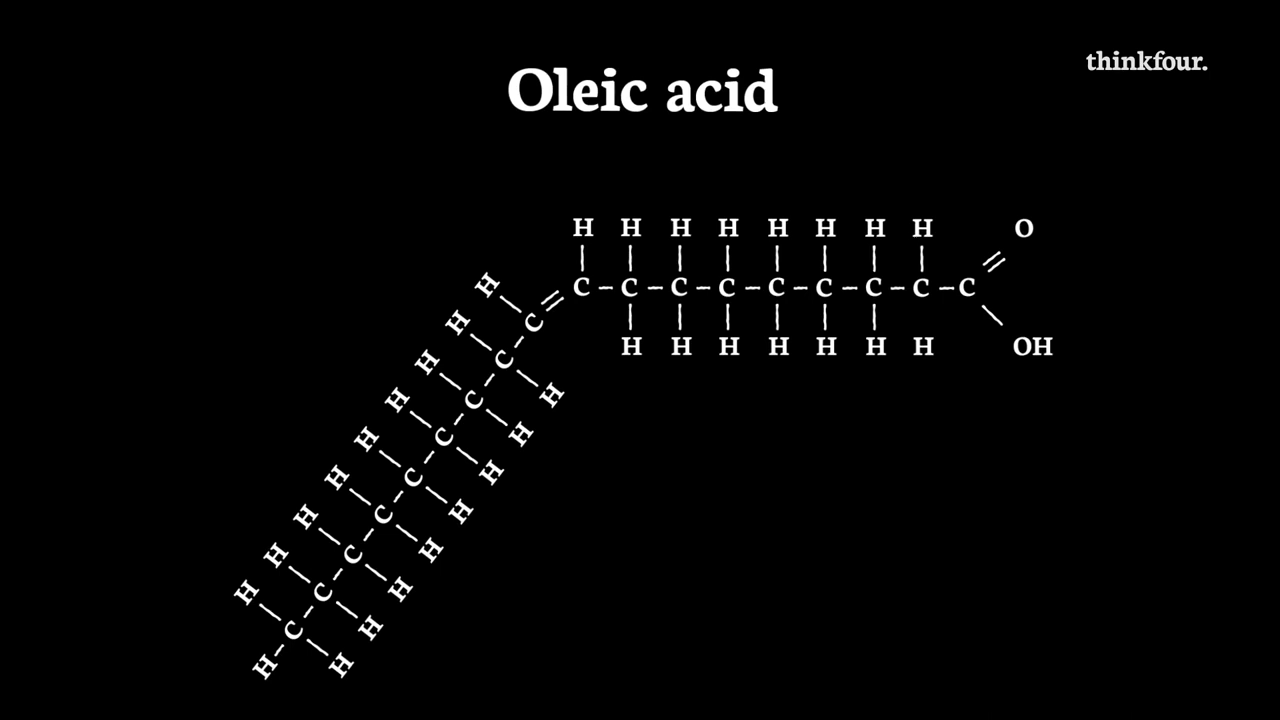 Oleic acid
thinkfour.
H H H H H H H H O
C–C–C–C–C–C–C–C–C
H H H H H H H OH
H H H H H H H H H
H–C–C–C–C–C–C–C–C–C=
H H H H H H H H